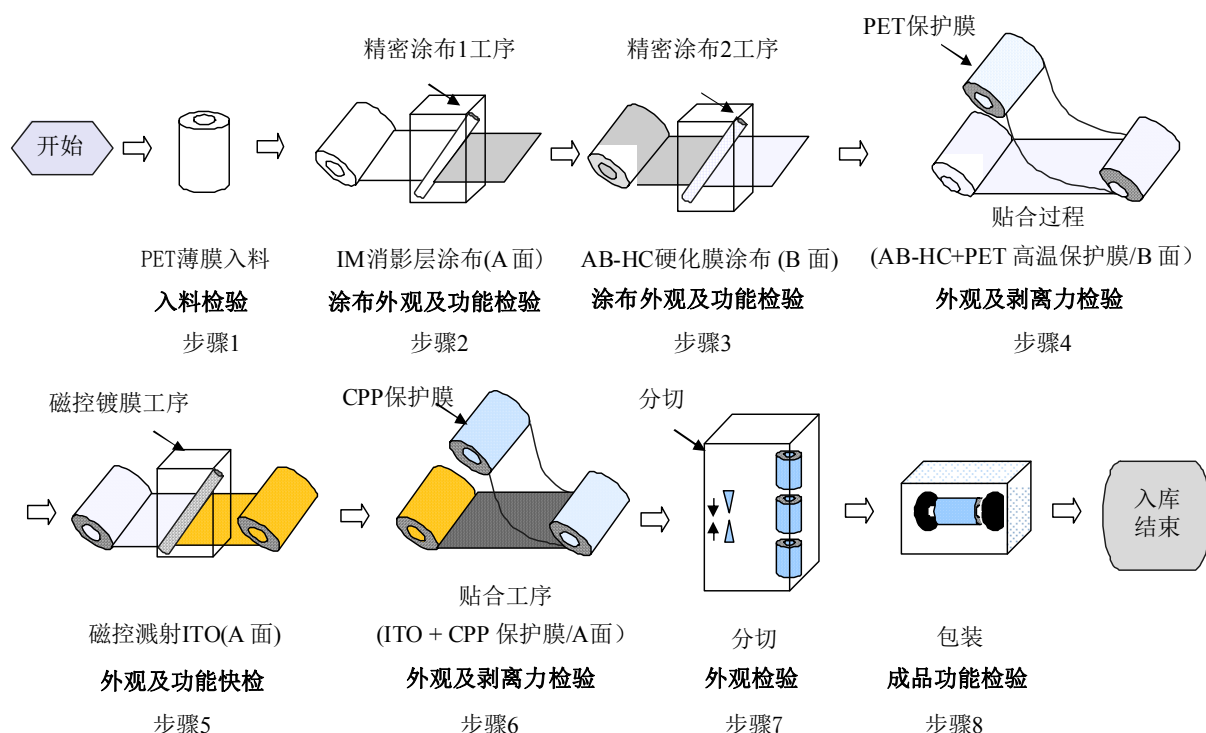 精密涂布1工序
精密涂布2工序
PET保护膜
开始
贴合过程
PET薄膜入料
IM消影层涂布(A 面)
AB-HC硬化膜涂布 (B 面)
(AB-HC+PET 高温保护膜/B 面)
入料检验
涂布外观及功能检验
涂布外观及功能检验
外观及剥离力检验
步骤1
步骤2
步骤3
步骤4
磁控镀膜工序
CPP保护膜
分切
入库
结束
贴合工序
磁控溅射ITO(A 面)
(ITO + CPP 保护膜/A面)
分切
包装
外观及功能快检
外观及剥离力检验
外观检验
成品功能检验
步骤5
步骤6
步骤7
步骤8